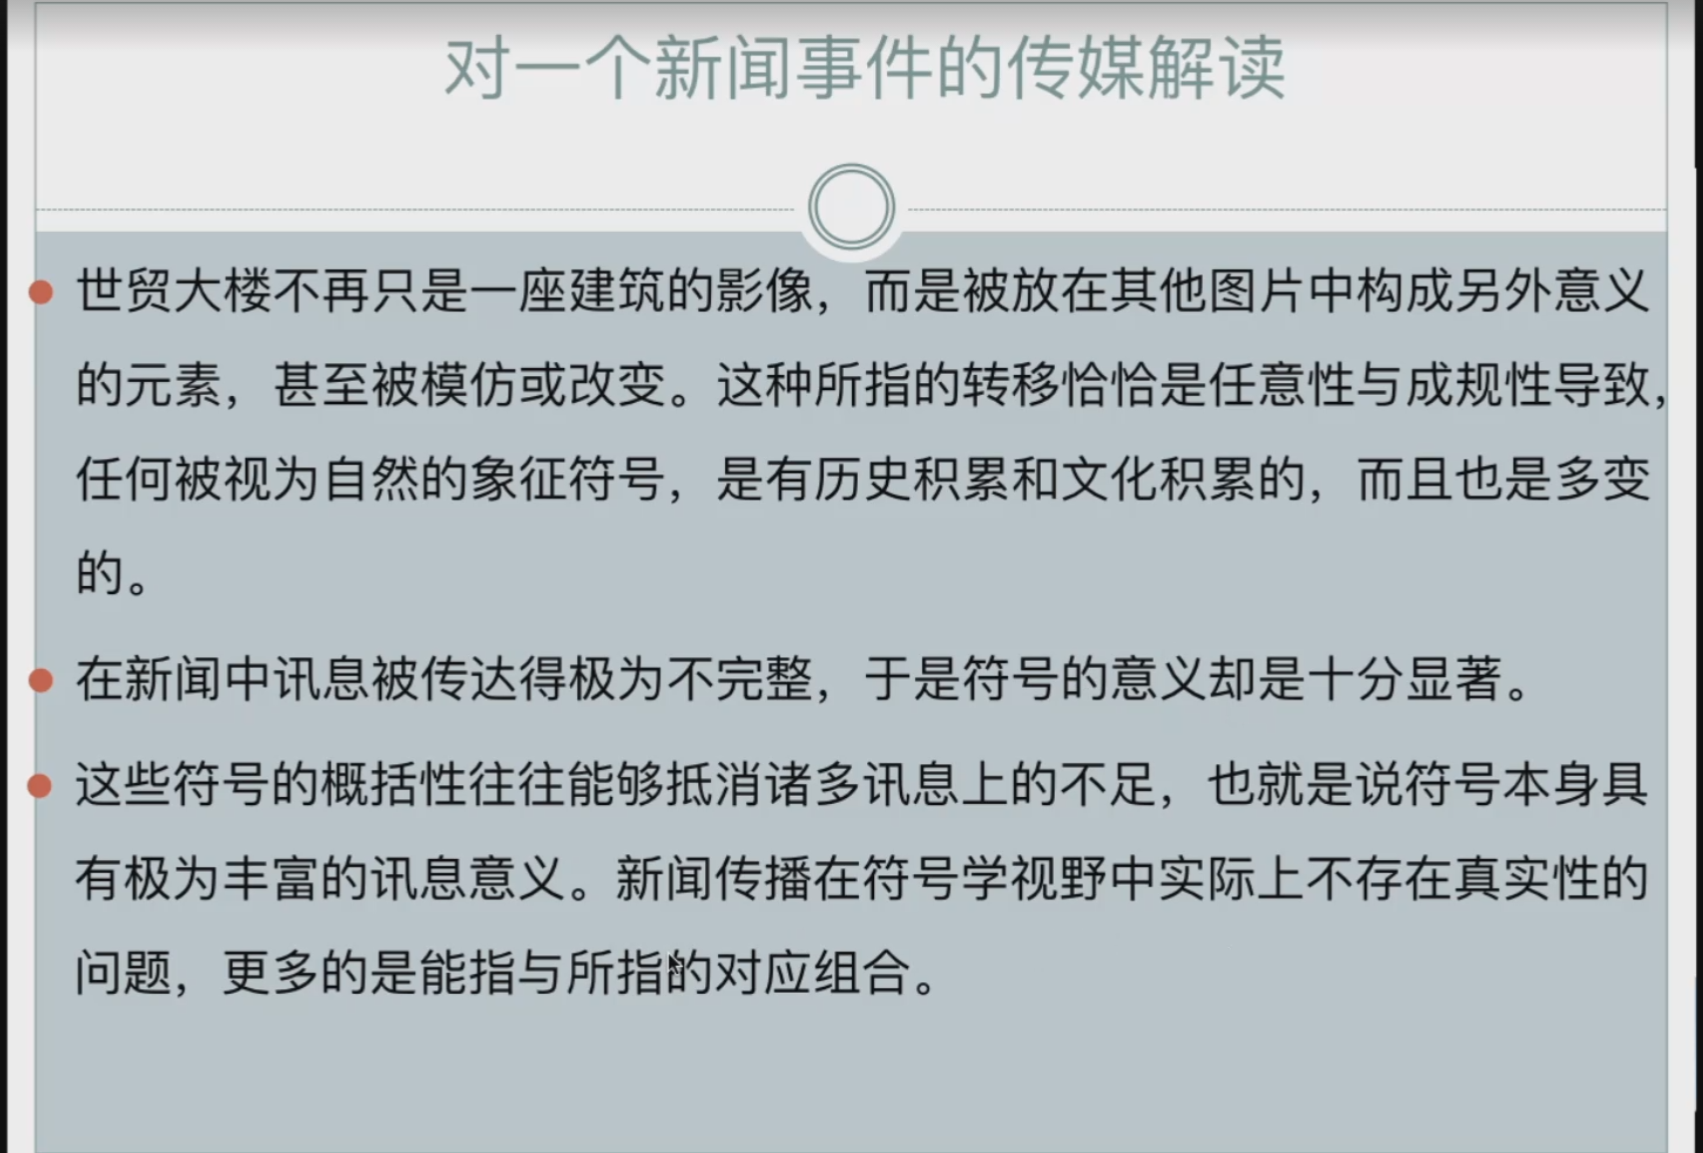 对一个新闻事件的传媒解读
世贸大楼不再只是一座建筑的影像，而是被放在其他图片中构成另外意义
的元素，甚至被模仿或改变。这种所指的转移恰恰是任意性与成规性导致，
任何被视为自然的象征符号，是有历史积累和文化积累的，而且也是多变
的。
在新闻中讯息被传达得极为不完整，于是符号的意义却是十分显著。
这些符号的概括性往往能够抵消诸多讯息上的不足，也就是说符号本身具
有极为丰富的讯息意义。新闻传播在符号学视野中实际上不存在真实性的
问题，更多的是能指与所指的对应组合。